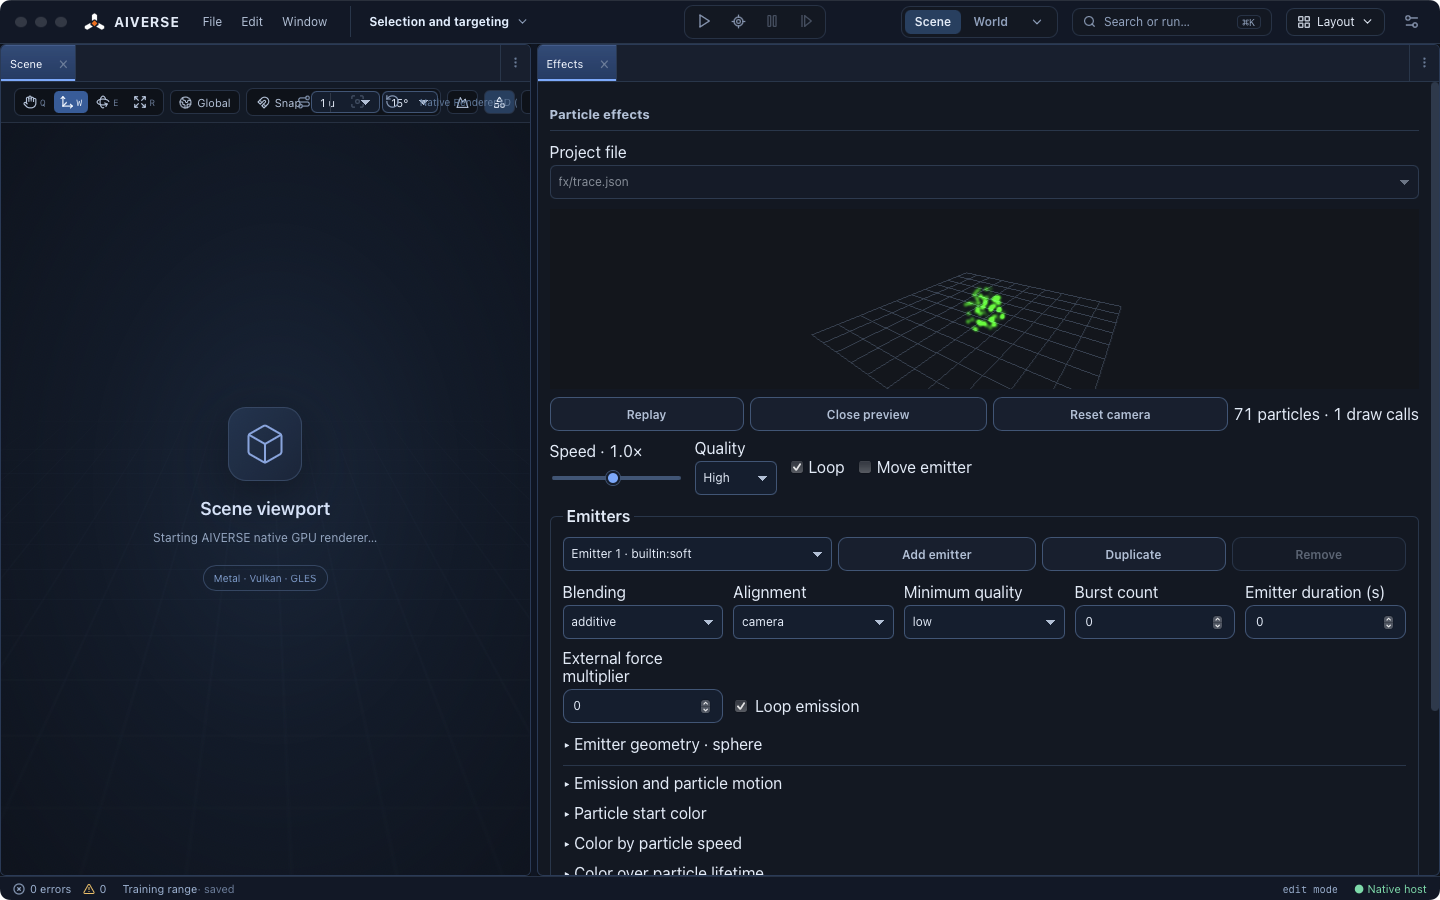 AIVERSE File Edit Window Selection and targeting Scene World Search or run... ⌘K Layout
Scene
Effects
Q W E R Global Snap 1 u 15°
Particle effects
Project file
fx/trace.json
Replay Close preview Reset camera 71 particles · 1 draw calls
Speed · 1.0×
Quality
High
Loop Move emitter
Emitters
Emitter 1 · builtin:soft Add emitter Duplicate Remove
Blending Alignment Minimum quality Burst count Emitter duration (s)
additive camera low 0 0
External force
multiplier
0 Loop emission
▸ Emitter geometry · sphere
▸ Emission and particle motion
▸ Particle start color
▸ Color by particle speed
▸ Color over particle lifetime
Scene viewport
Starting AIVERSE native GPU renderer...
Metal · Vulkan · GLES
0 errors 0 Training range · saved edit mode Native host